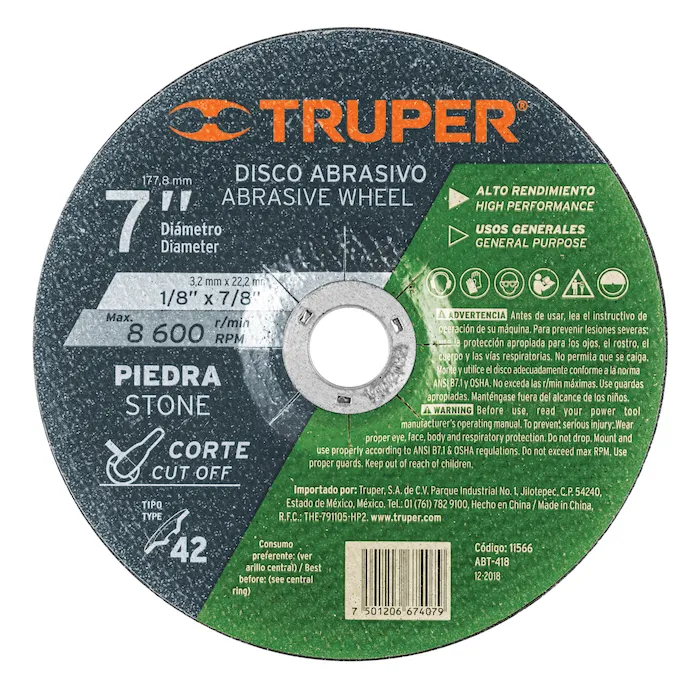 TRUPER®
DISCO ABRASIVO
ABRASIVE WHEEL
177,8 mm
7"
Diámetro
Diameter
3,2 mm x 22,2 mm
1/8" x 7/8"
Max. 8 600 r/min
RPM
PIEDRA
STONE
CORTE
CUT OFF
TIPO
TYPE
42
Consumo
preferente: (ver
arillo central) / Best
before: (see central
ring)
ALTO RENDIMIENTO
HIGH PERFORMANCE
USOS GENERALES
GENERAL PURPOSE
ADVERTENCIA Antes de usar, lea el instructivo de
operación de su máquina. Para prevenir lesiones severas:
la protección apropiada para los ojos, el rostro, el
cuerpo y las vías respiratorias. No permita que se caiga.
Monte y utilice el disco adecuadamente conforme a la norma
ANSI B7.1 y OSHA. No exceda las r/min máximas. Use guardas
apropiadas. Manténgase fuera del alcance de los niños.
WARNING Before use, read your power tool
manufacturer's operating manual. To prevent serious injury: Wear
proper eye, face, body and respiratory protection. Do not drop. Mount and
use properly according to ANSI B7.1 & OSHA regulations. Do not exceed max RPM. Use
proper guards. Keep out of reach of children.
Importado por: Truper, S.A. de C.V. Parque Industrial No. 1, Jilotepec, C.P. 54240,
Estado de México, México, Tel.: 01 (761) 782 9100, Hecho en China / Made in China,
R.F.C.: THE-791105-HP2. www.truper.com
Código: 11566
ABT-418
12-2018
7 501206 674079